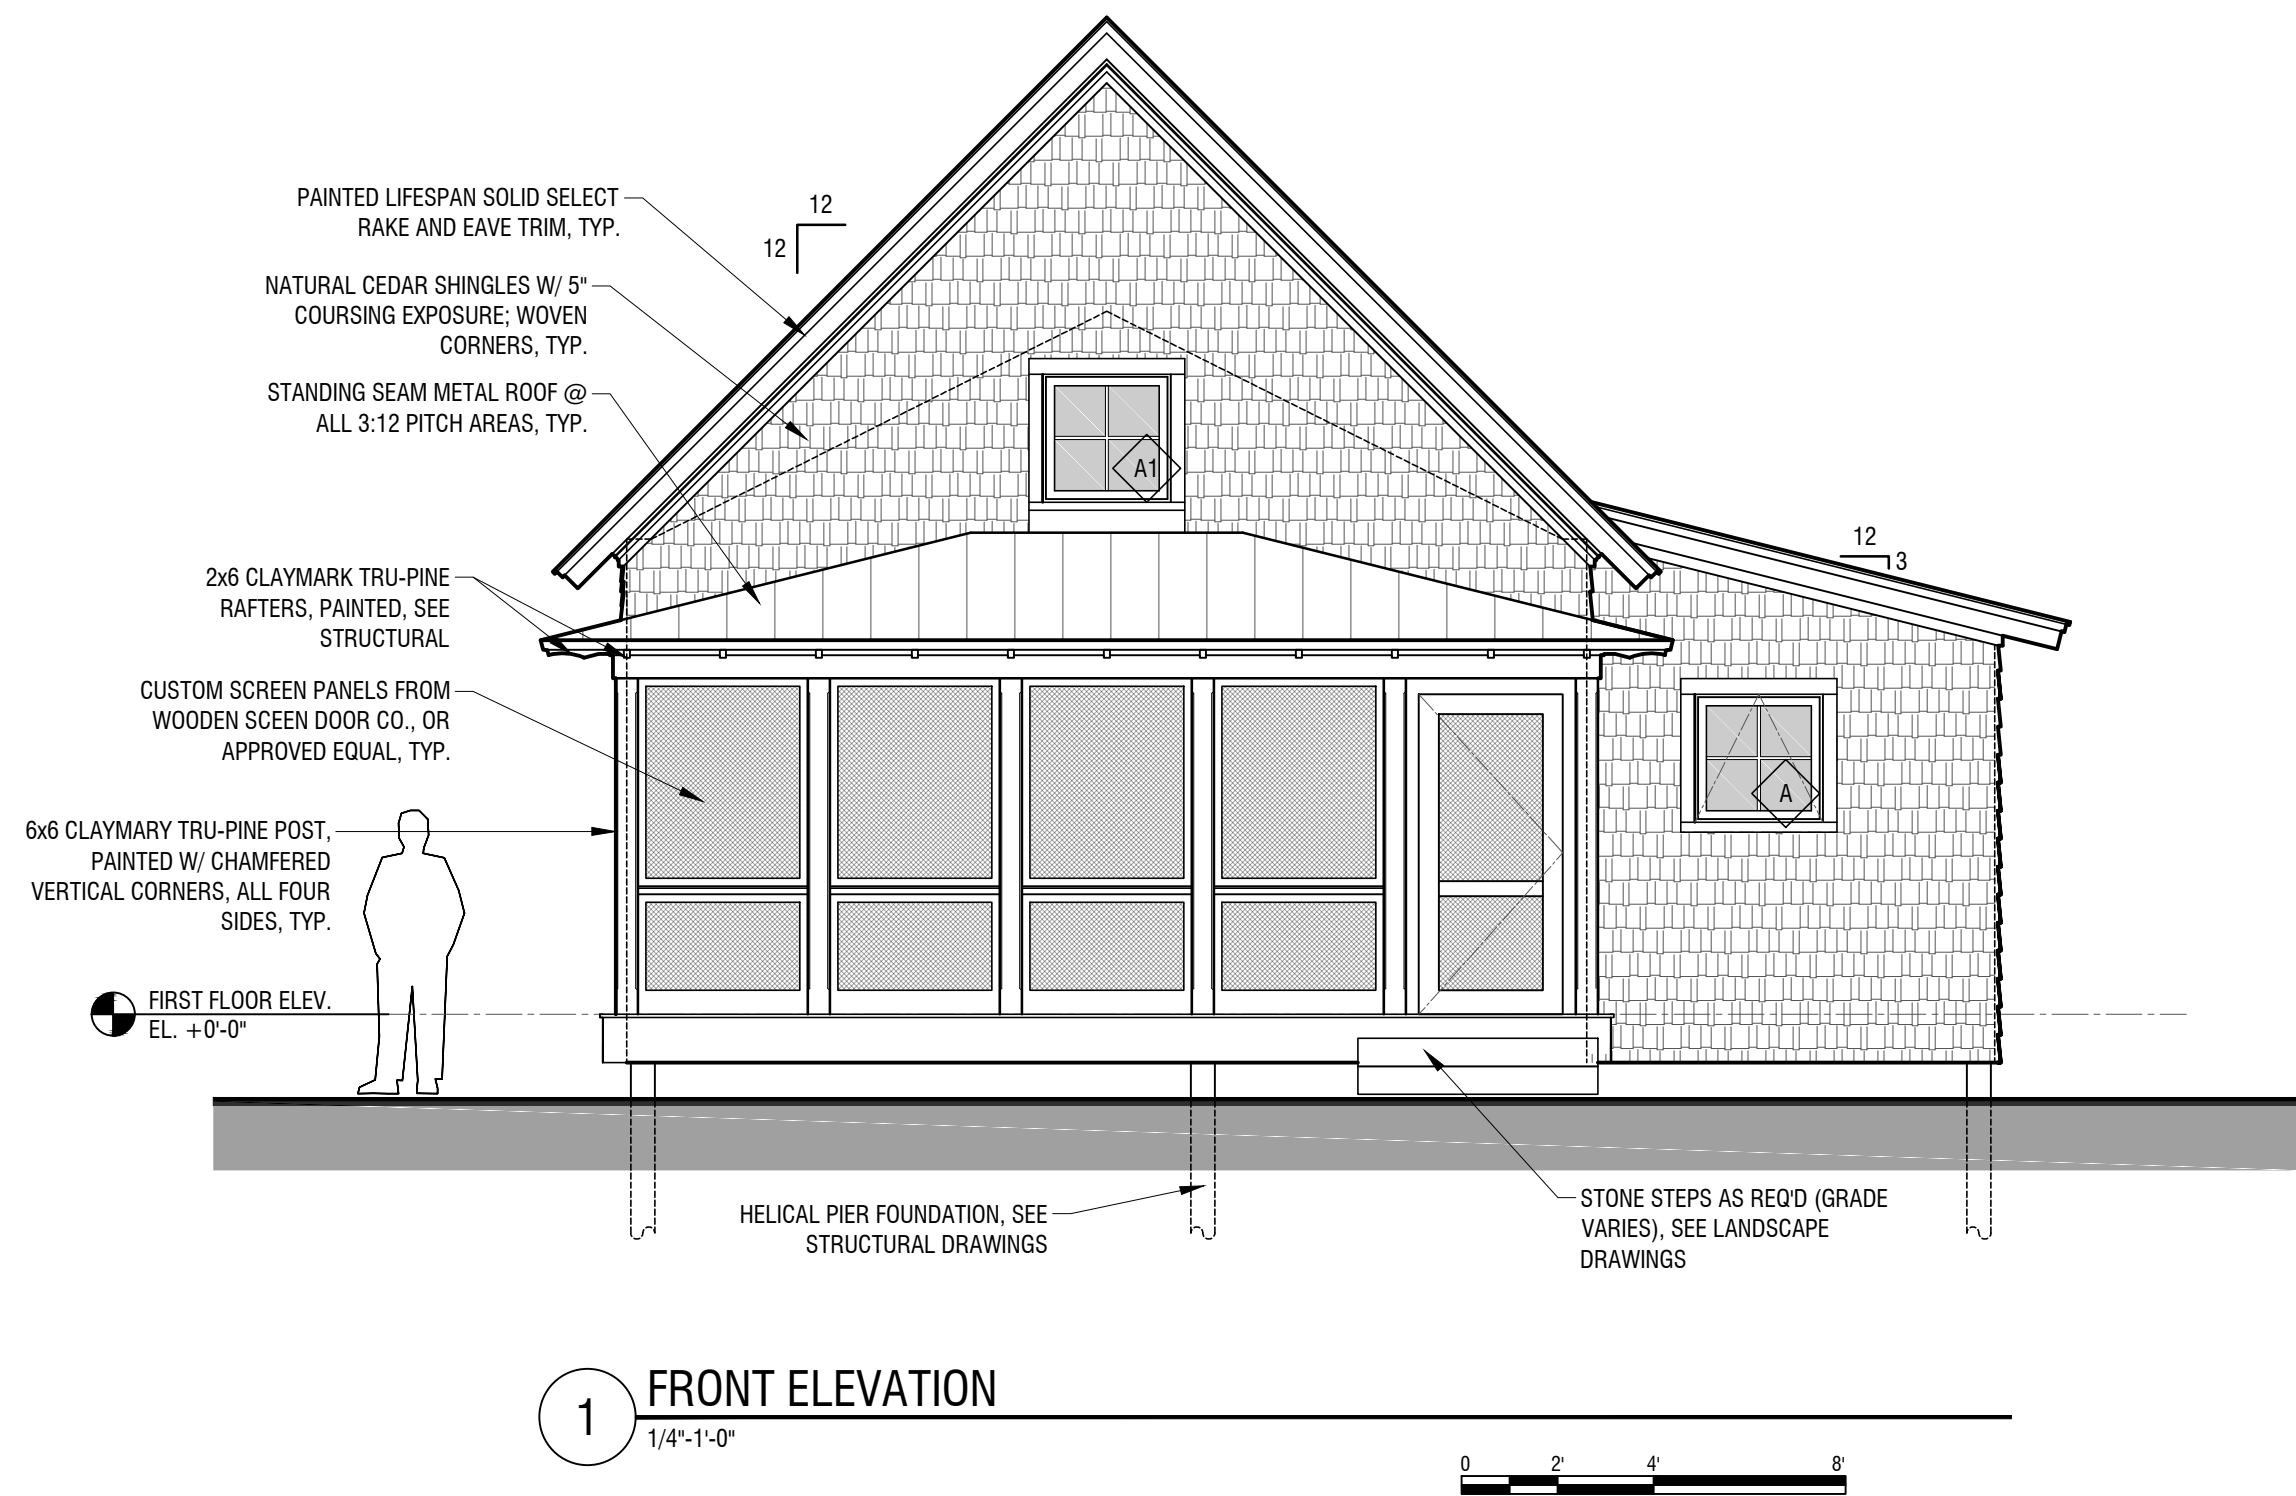 PAINTED LIFESPAN SOLID SELECT
RAKE AND EAVE TRIM, TYP.
12
12
NATURAL CEDAR SHINGLES W/ 5"
COURSING EXPOSURE; WOVEN
CORNERS, TYP.
STANDING SEAM METAL ROOF @
ALL 3:12 PITCH AREAS, TYP.
A1
12
3
2x6 CLAYMARK TRU-PINE
RAFTERS, PAINTED, SEE
STRUCTURAL
CUSTOM SCREEN PANELS FROM
WOODEN SCEEN DOOR CO., OR
APPROVED EQUAL, TYP.
A
6x6 CLAYMARY TRU-PINE POST,
PAINTED W/ CHAMFERED
VERTICAL CORNERS, ALL FOUR
SIDES, TYP.
FIRST FLOOR ELEV.
EL. +0'-0"
HELICAL PIER FOUNDATION, SEE
STRUCTURAL DRAWINGS
STONE STEPS AS REQ'D (GRADE
VARIES), SEE LANDSCAPE
DRAWINGS
1
FRONT ELEVATION
1/4"-1'-0"
0 2' 4' 8'